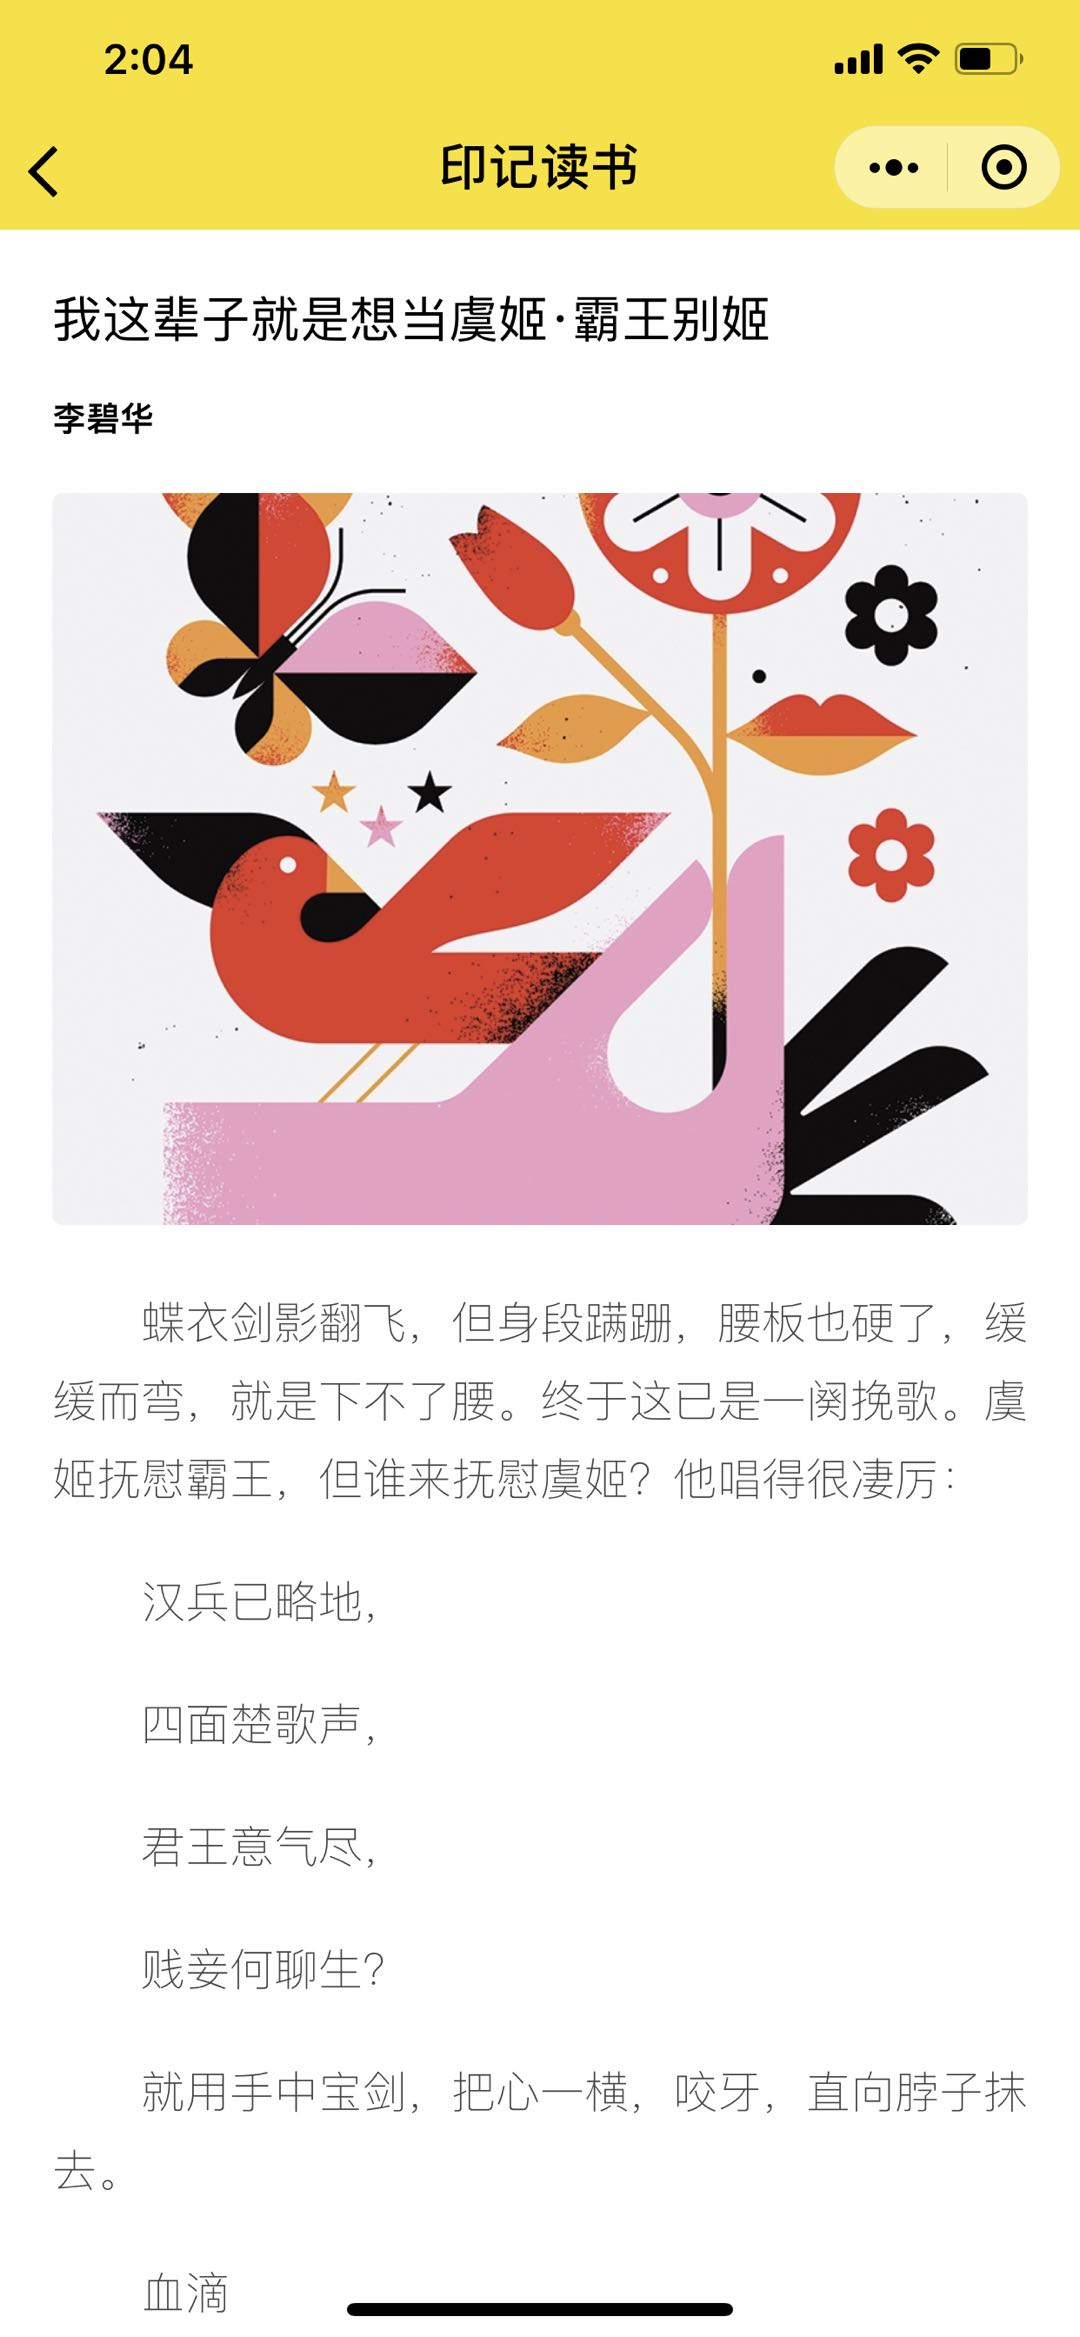 2:04
印记读书
我这辈子就是想当虞姬·霸王别姬
李碧华
蝶衣剑影翻飞，但身段蹒跚，腰板也硬了，缓
缓而弯，就是下不了腰。终于这已是一阕挽歌。虞
姬抚慰霸王，但谁来抚慰虞姬？他唱得很凄厉：
汉兵已略地，
四面楚歌声，
君王意气尽，
贱妾何聊生？
就用手中宝剑，把心一横，咬牙，直向脖子抹
去。
血滴